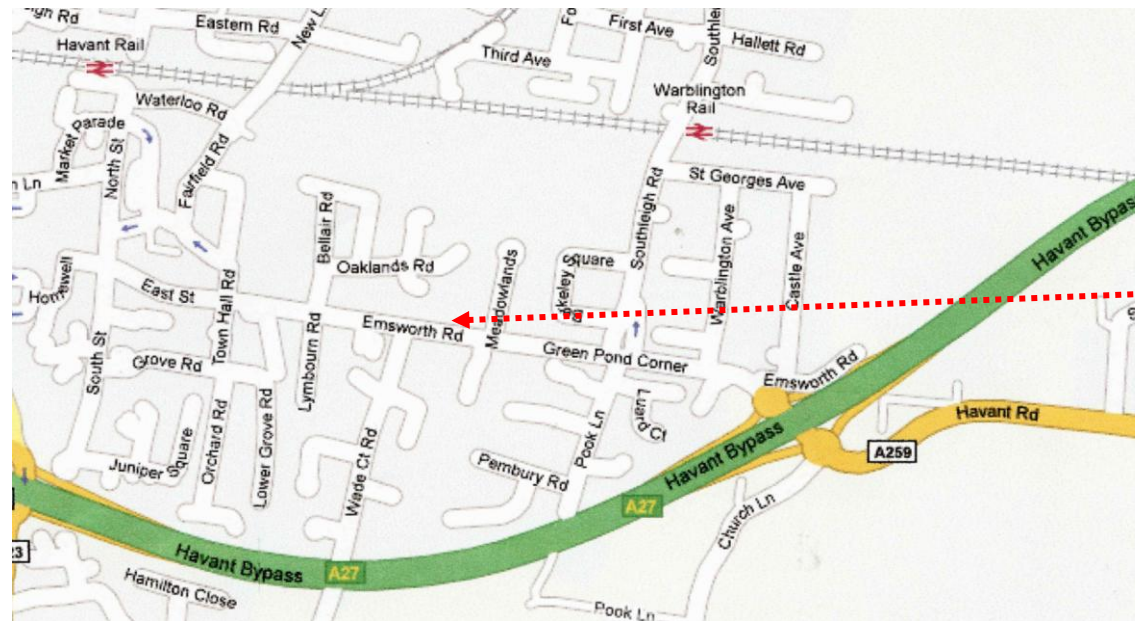 Eastern Rd
First Ave
Hallett Rd
Havant Rail
Third Ave
Warblington
Rail
Waterloo Rd
Market Parade
North St
Fairfield Rd
St Georges Ave
Bellair Rd
Southleigh Rd
Warblington Ave
Castle Ave
Havant Bypass
Oaklands Rd
Square
East St
Town Hall Rd
Meadowlands
Emsworth Rd
South St
Grove Rd
Lymbourn Rd
Green Pond Corner
Emsworth Rd
Luard Ct
Havant Rd
A259
Orchard Rd
Lower Grove Rd
Juniper Square
Wade Ct Rd
Pook Ln
Pembury Rd
Havant Bypass
A27
Church Ln
Havant Bypass
A27
Hamilton Close
Pook Ln